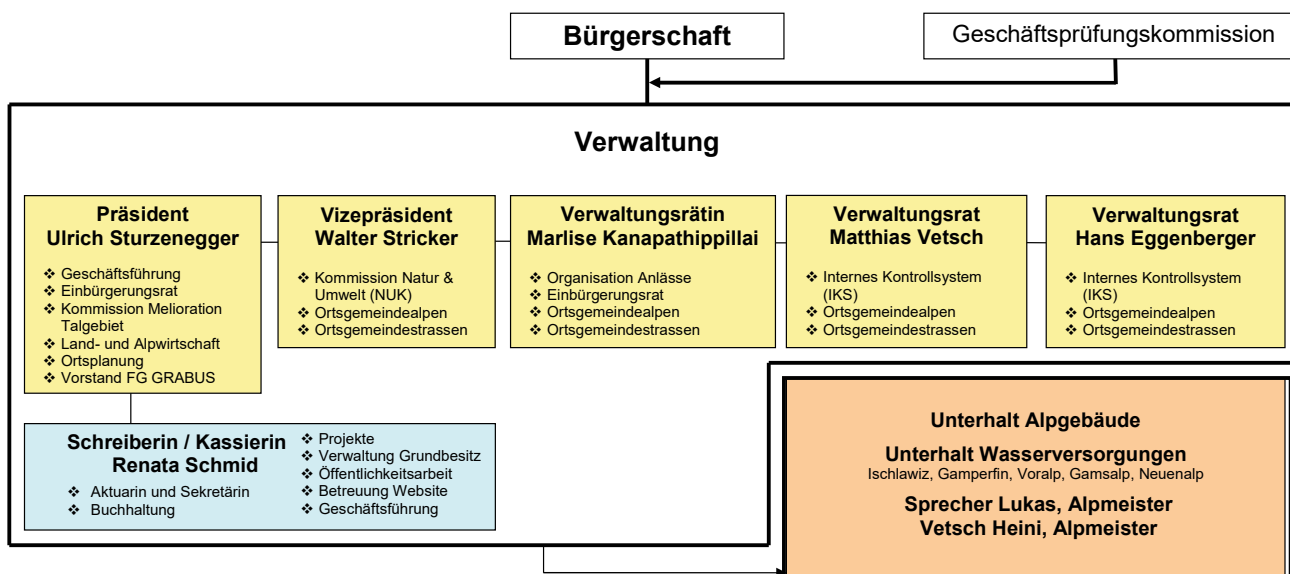 Bürgerschaft
Geschäftsprüfungskommission
Verwaltung
Präsident
Ulrich Sturzenegger
❖ Geschäftsführung
❖ Einbürgerungsrat
❖ Kommission Melioration
Talgebiet
❖ Land- und Alpwirtschaft
❖ Ortsplanung
❖ Vorstand FG GRABUS
Vizepräsident
Walter Stricker
❖ Kommission Natur &
Umwelt (NUK)
❖ Ortsgemeindealpen
❖ Ortsgemeindestrassen
Verwaltungsrätin
Marlise Kanapathippillai
❖ Organisation Anlässe
❖ Einbürgerungsrat
❖ Ortsgemeindealpen
❖ Ortsgemeindestrassen
Verwaltungsrat
Matthias Vetsch
❖ Internes Kontrollsystem
(IKS)
❖ Ortsgemeindealpen
❖ Ortsgemeindestrassen
Verwaltungsrat
Hans Eggenberger
❖ Internes Kontrollsystem
(IKS)
❖ Ortsgemeindealpen
❖ Ortsgemeindestrassen
Schreiberin / Kassierin
Renata Schmid
❖ Aktuarin und Sekretärin
❖ Buchhaltung
❖ Projekte
❖ Verwaltung Grundbesitz
❖ Öffentlichkeitsarbeit
❖ Betreuung Website
❖ Geschäftsführung
Unterhalt Alpgebäude
Unterhalt Wasserversorgungen
Ischlawiz, Gamperfin, Voralp, Gamsalp, Neuenalp
Sprecher Lukas, Alpmeister
Vetsch Heini, Alpmeister